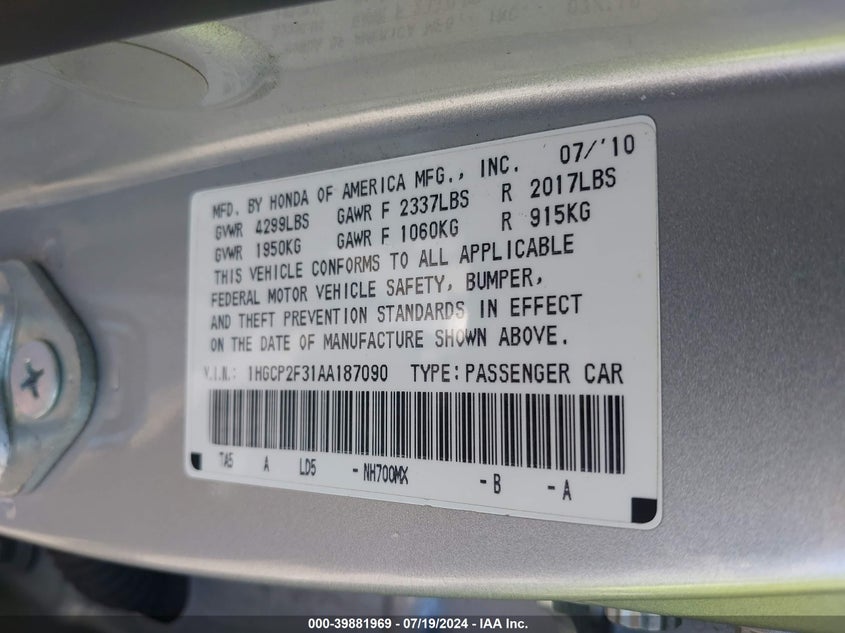 MFD. BY HONDA OF AMERICA MFG., INC. 07/'10
GVWR 4299LBS GAWR F 2337LBS R 2017LBS
GVWR 1950KG GAWR F 1060KG R 915KG
THIS VEHICLE CONFORMS TO ALL APPLICABLE
FEDERAL MOTOR VEHICLE SAFETY, BUMPER,
AND THEFT PREVENTION STANDARDS IN EFFECT
ON THE DATE OF MANUFACTURE SHOWN ABOVE.
V.I.N.: 1HGCP2F31AA187090 TYPE:PASSENGER CAR
TA5 A LD5 -NH700MX -B -A
000-39881969 - 07/19/2024 - IAA Inc.